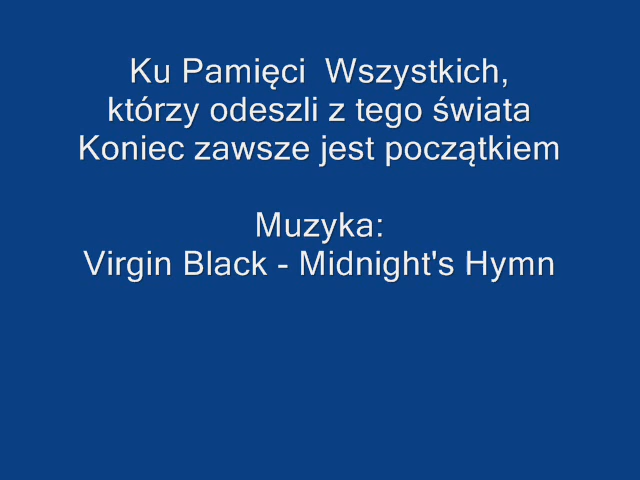 Ku Pamięci  Wszystkich,
którzy odeszli z tego świata
Koniec zawsze jest początkiem
Muzyka:
Virgin Black - Midnight's Hymn